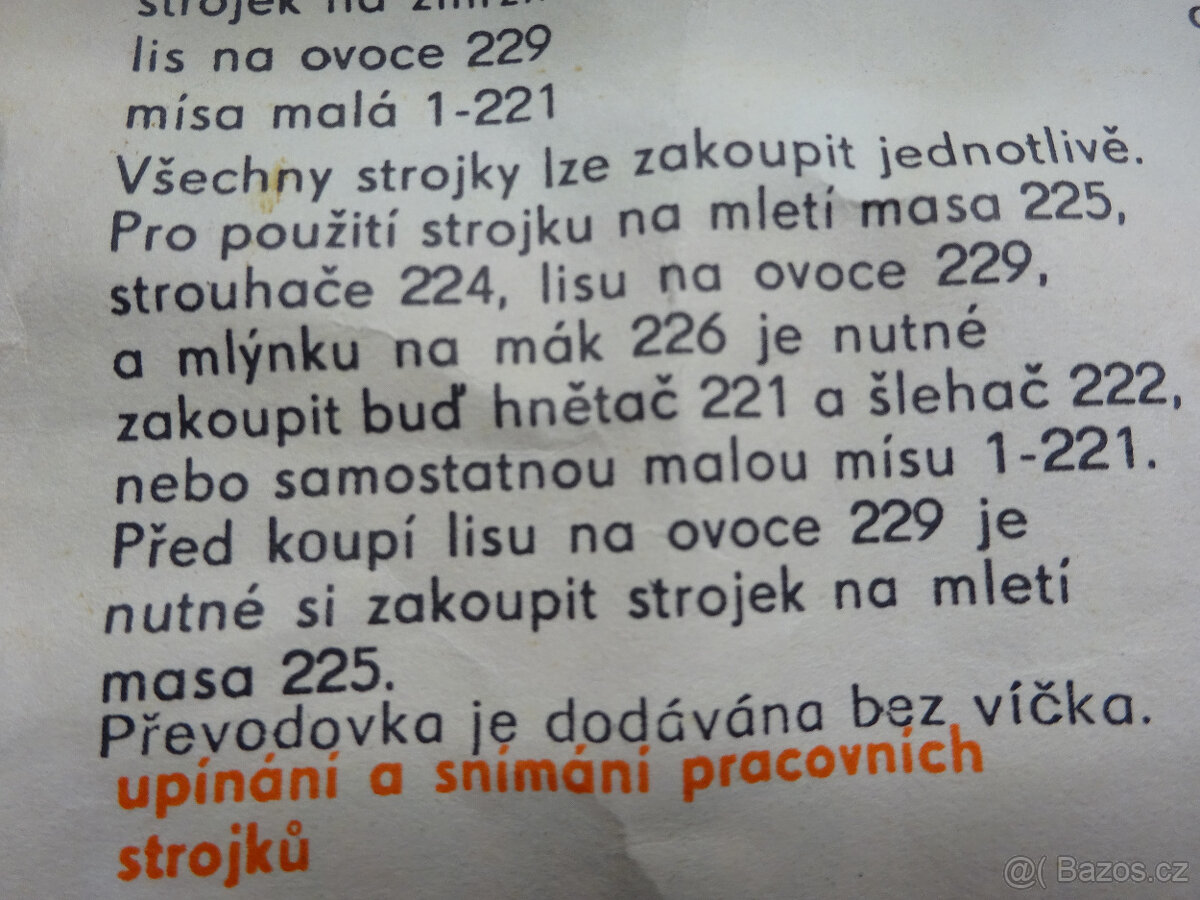 strojek na
lis na ovoce 229
mísa malá 1-221
Všechny strojky lze zakoupit jednotlivě.
Pro použití strojku na mletí masa 225,
strouhače 224, lisu na ovoce 229,
a mlýnku na mák 226 je nutné
zakoupit buď hnětač 221 a šlehač 222,
nebo samostatnou malou mísu 1-221.
Před koupí lisu na ovoce 229 je
nutné si zakoupit strojek na mletí
masa 225.
Převodovka je dodávána bez víčka.
upínání a snímání pracovních
strojků
@( Bazos.cz